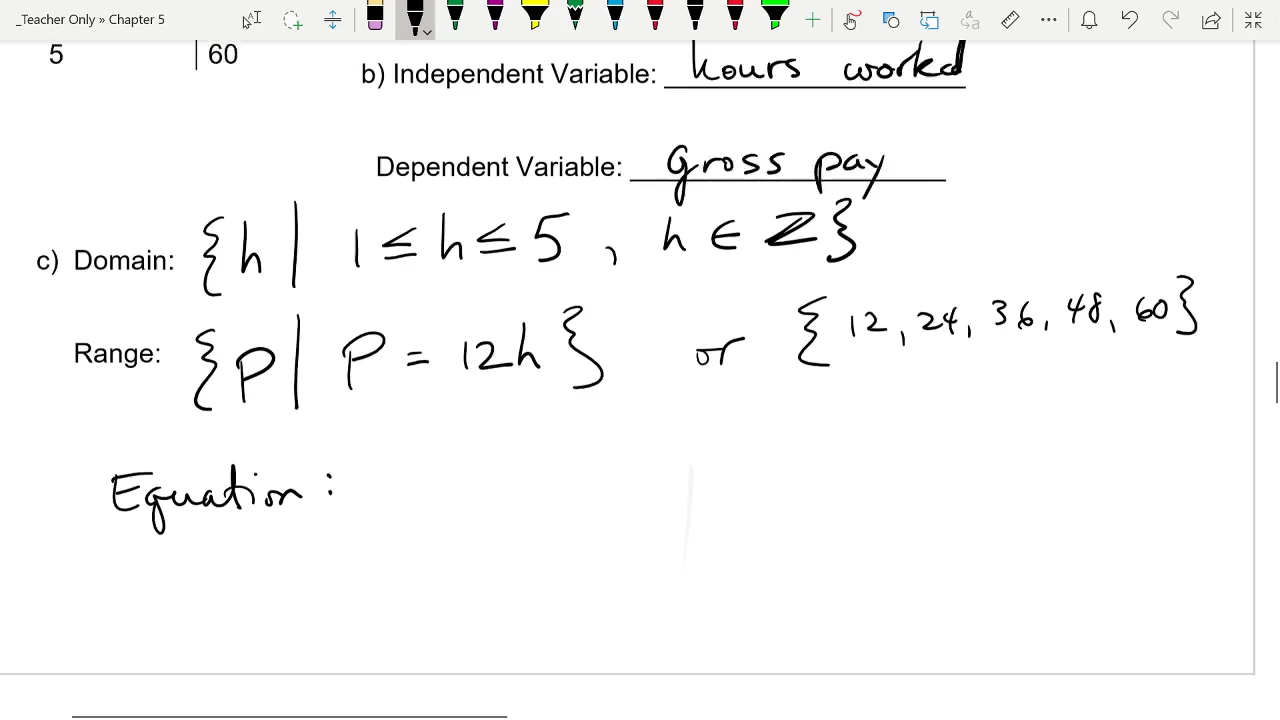 _Teacher Only » Chapter 5
5 | 60
b) Independent Variable: hours worked
Dependent Variable: Gross pay
c) Domain: {h | 1 ≤ h ≤ 5 , h ∈ Z}
Range: {P | P = 12h} or {12, 24, 36, 48, 60}
Equation :